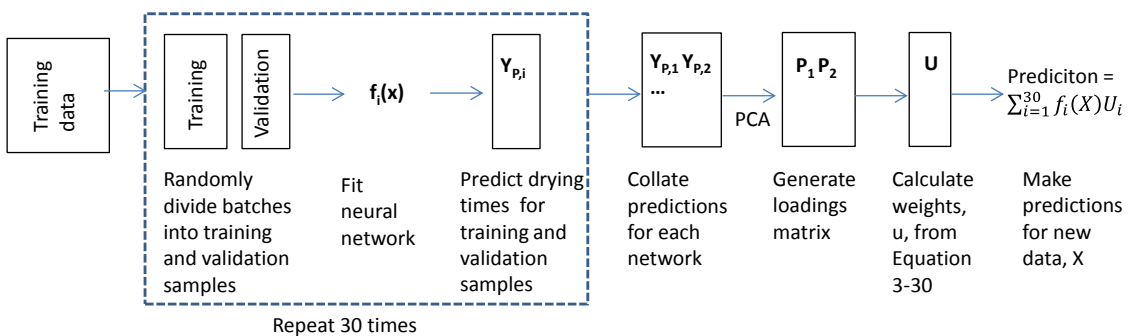 Training
data
Training
Validation
f_i(x)
Y_P,i
Y_P,1 Y_P,2
...
PCA
P_1 P_2
U
Prediciton =
∑_{i=1}^{30} f_i(X)U_i
Randomly
divide batches
into training
and validation
samples
Fit
neural
network
Predict drying
times for
training and
validation
samples
Collate
predictions
for each
network
Generate
loadings
matrix
Calculate
weights,
u, from
Equation
3-30
Make
predictions
for new
data, X
Repeat 30 times